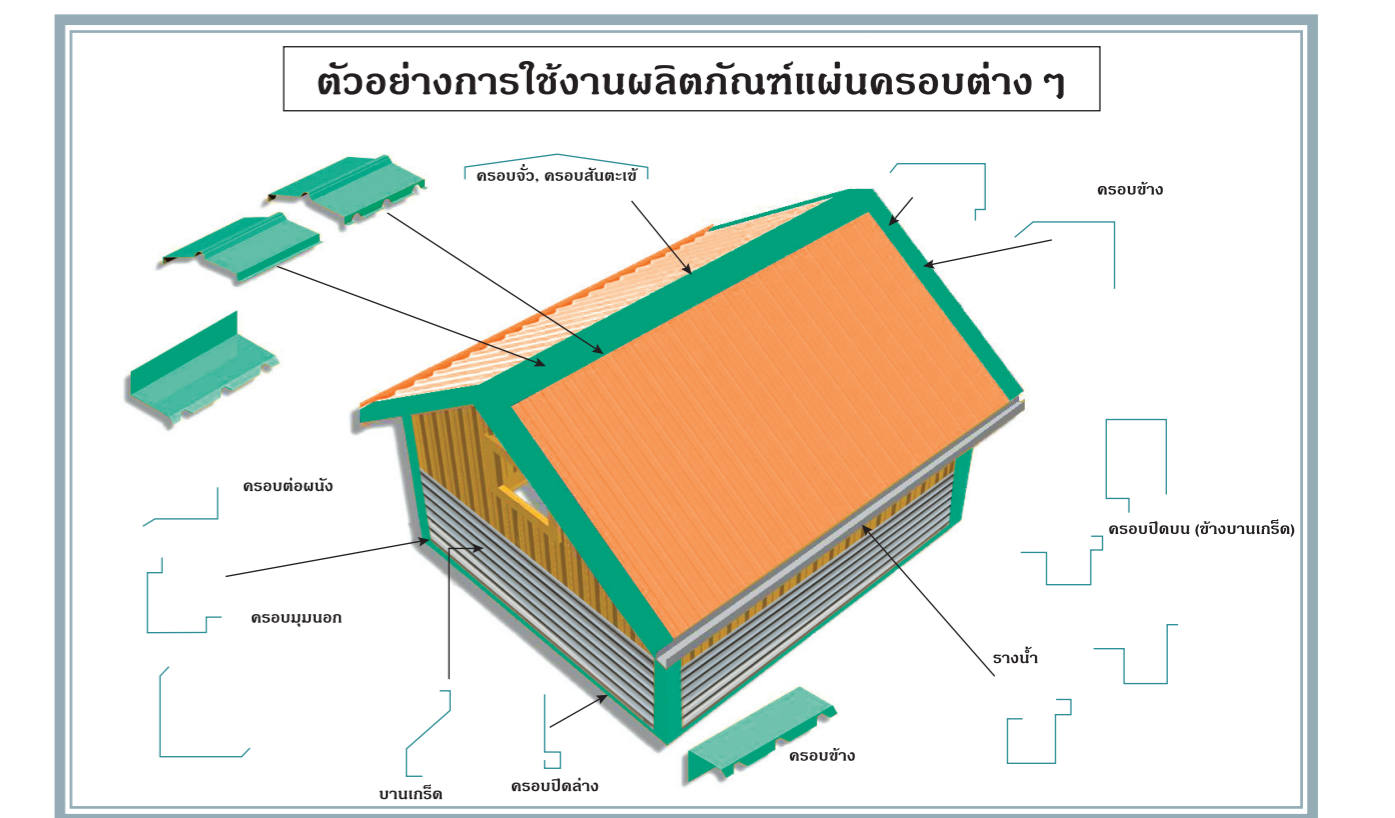 ตัวอย่างการใช้งานผลิตภัณฑ์แผ่นครอบต่าง ๆ
ครอบจั่ว, ครอบสันตะเข้
ครอบข้าง
ครอบต่อผนัง
ครอบปิดบน (ข้างบานเกร็ด)
ครอบมุมนอก
รางน้ำ
ครอบข้าง
ครอบปิดล่าง
บานเกร็ด